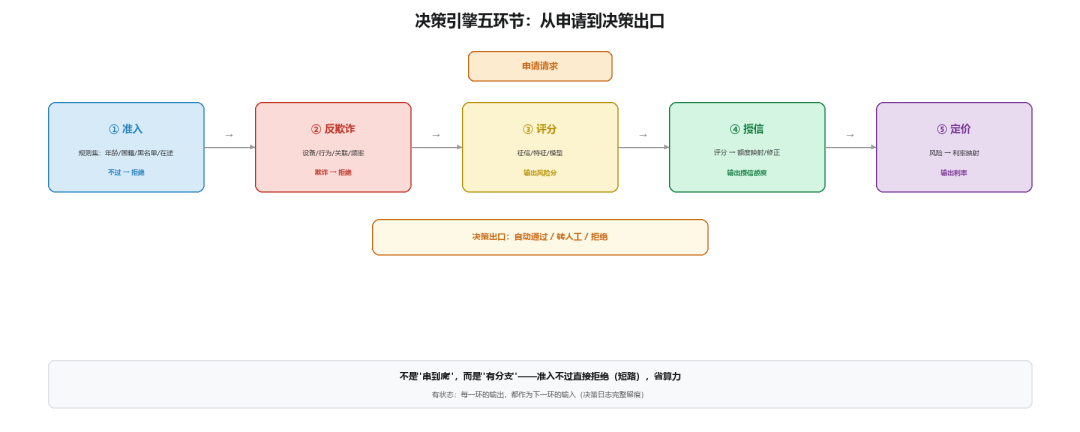 决策引擎五环节：从申请到决策出口
申请请求
① 准入
规则集：年龄/国籍/黑名单/在途
不过 → 拒绝
→
② 反欺诈
设备/行为/关联/频密
欺诈 → 拒绝
→
③ 评分
征信/特征/模型
输出风险分
→
④ 授信
评分 → 额度映射/修正
输出授信额度
→
⑤ 定价
风险 → 利率映射
输出利率
决策出口：自动通过 / 转人工 / 拒绝
不是"串到底"，而是"有分支"——准入不过直接拒绝（短路），省算力
有状态：每一环的输出，都作为下一环的输入（决策日志完整留痕）